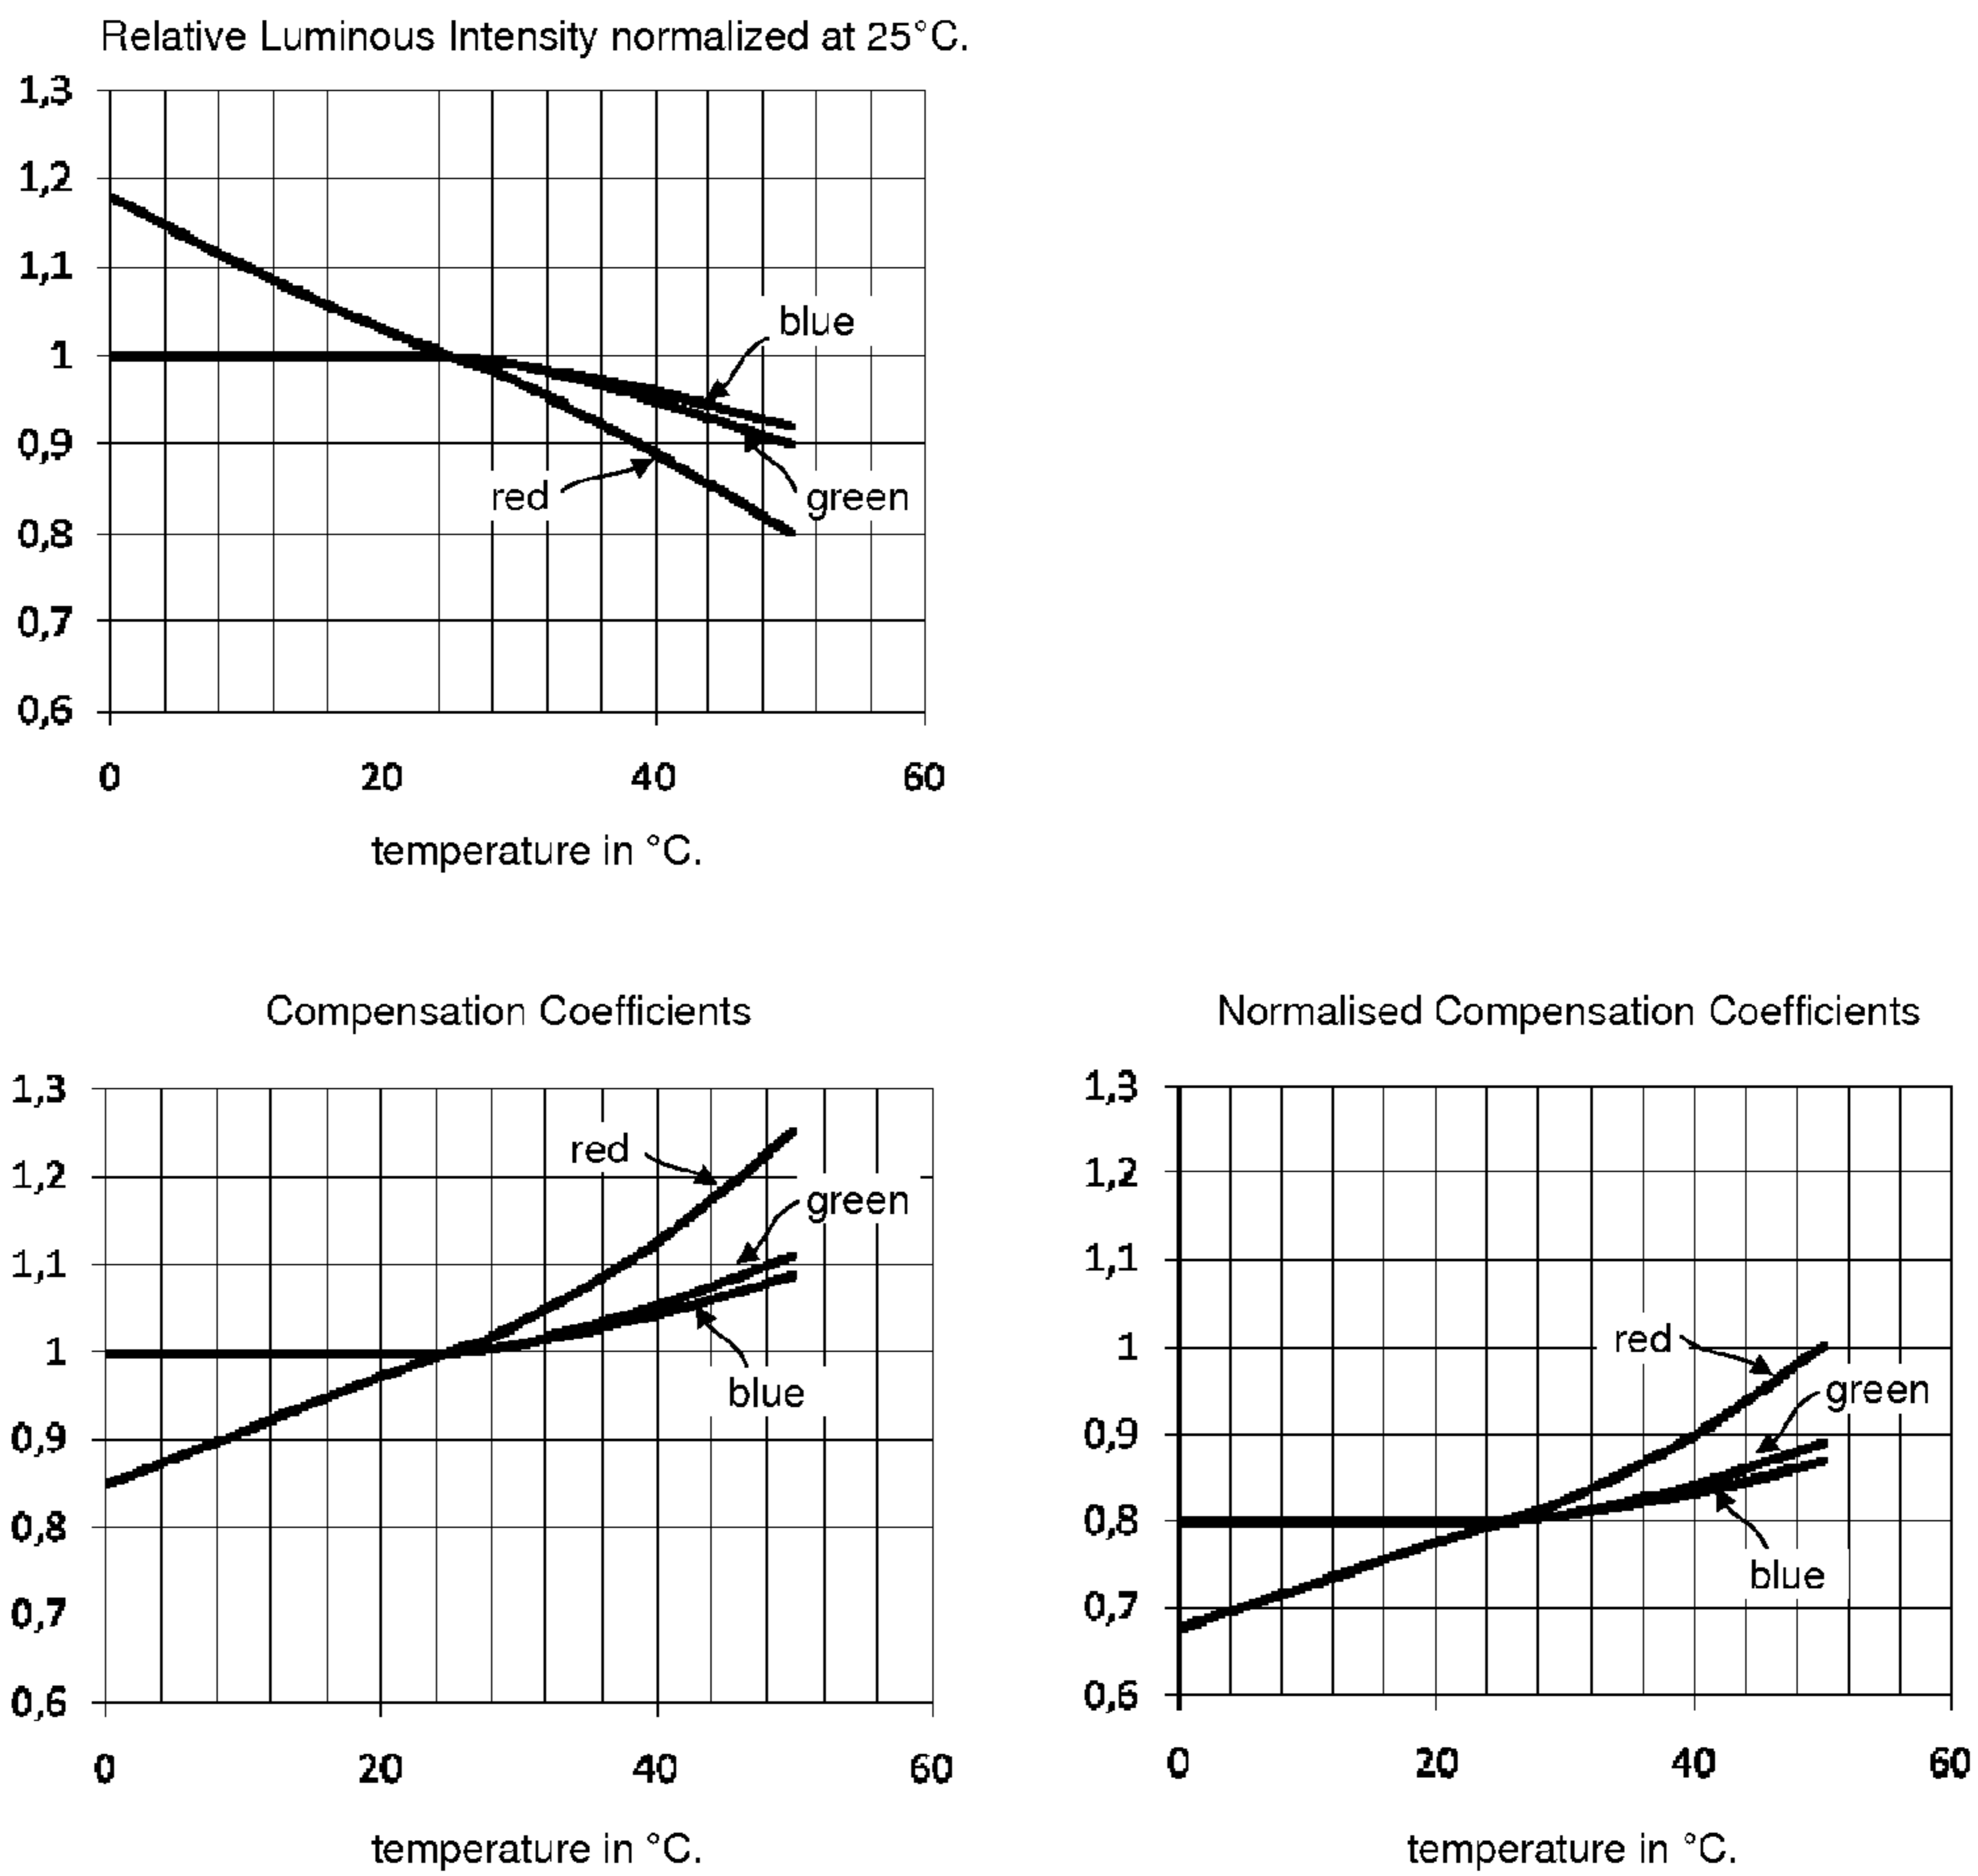 Relative Luminous Intensity normalized at 25°C.
1,3
1,2
1,1
1
0,9
0,8
0,7
0,6
blue
red
green
0 20 40 60
temperature in °C.
Compensation Coefficients
1,3
1,2
1,1
1
0,9
0,8
0,7
0,6
red
green
blue
0 20 40 60
temperature in °C.
Normalised Compensation Coefficients
1,3
1,2
1,1
1
0,9
0,8
0,7
0,6
red
green
blue
0 20 40 60
temperature in °C.